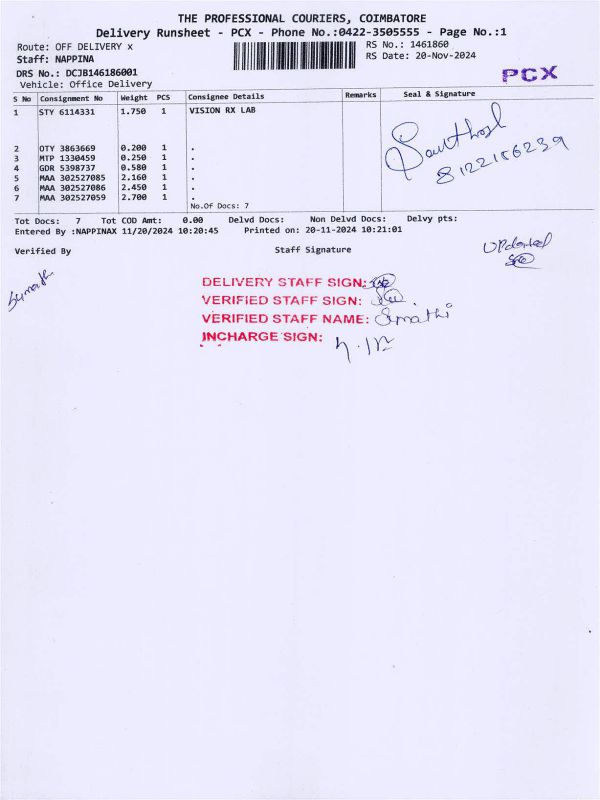 THE PROFESSIONAL COURIERS, COIMBATORE
Delivery Runsheet - PCX - Phone No.:0422-3505555 - Page No.:1
Route: OFF DELIVERY x RS No.: 1461860
Staff: NAPPINA RS Date: 20-Nov-2024
DRS No.: DCJB146186001 PCX
Vehicle: Office Delivery
S No Consignment No Weight PCS Consignee Details Remarks Seal & Signature
1 STY 6114331 1.750 1 VISION RX LAB
Santhosh
8122186239
2 OTY 3863669 0.200 1 .
3 MTP 1330459 0.250 1 .
4 GDR 5398737 0.580 1 .
5 MAA 302527085 2.160 1 .
6 MAA 302527086 2.450 1 .
7 MAA 302527059 2.700 1 .
No.Of Docs: 7
Tot Docs: 7 Tot COD Amt: 0.00 Delvd Docs: Non Delvd Docs: Delvy pts:
Entered By :NAPPINAX 11/20/2024 10:20:45 Printed on: 20-11-2024 10:21:01
Verified By Staff Signature Updated
Sumathi
DELIVERY STAFF SIGN:
VERIFIED STAFF SIGN:
VERIFIED STAFF NAME: Sumathi
INCHARGE SIGN: